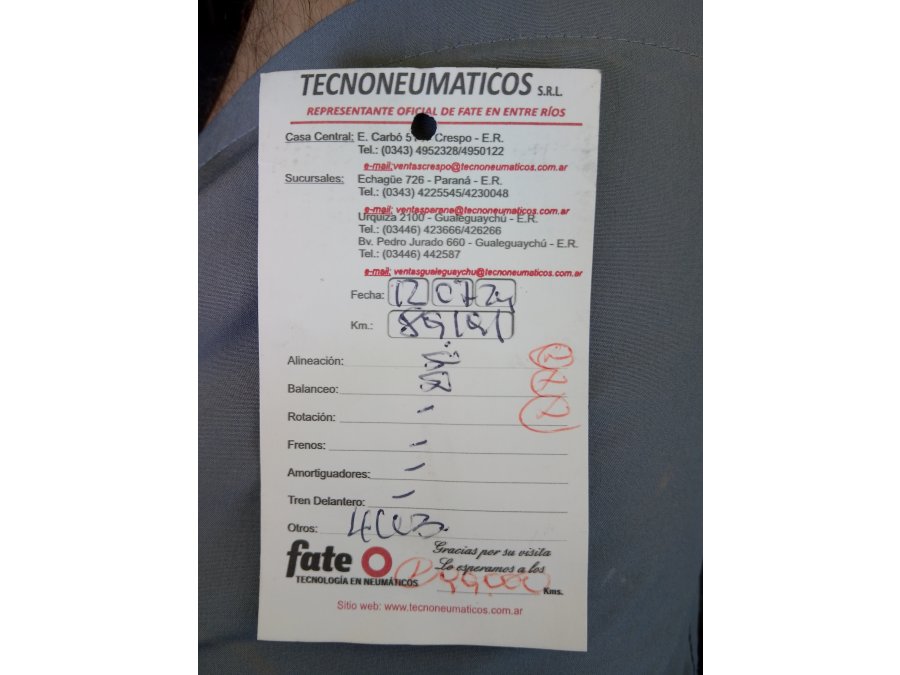 TECNONEUMATICOS S.R.L.
REPRESENTANTE OFICIAL DE FATE EN ENTRE RÍOS
Casa Central: E. Carbó Crespo - E.R.
Tel.: (0343) 4952328/4950122
e-mail:ventascrespo@tecnoneumaticos.com.ar
Sucursales: Echagüe 726 - Paraná - E.R.
Tel.: (0343) 4225545/4230048
e-mail: ventasparana@tecnoneumaticos.com.ar
Urquiza 2100 - Gualeguaychú - E.R.
Tel.: (03446) 423666/426266
Bv. Pedro Jurado 660 - Gualeguaychú - E.R.
Tel.: (03446) 442587
e-mail: ventasgualeguaychu@tecnoneumaticos.com.ar
Fecha: 12 07 24
Km.: 89191
Alineación:
Balanceo:
Rotación: -
Frenos: -
Amortiguadores: -
Tren Delantero: -
Otros:
fate
TECNOLOGÍA EN NEUMÁTICOS
Gracias por su visita
Lo esperamos a los
Kms.
Sitio web: www.tecnoneumaticos.com.ar